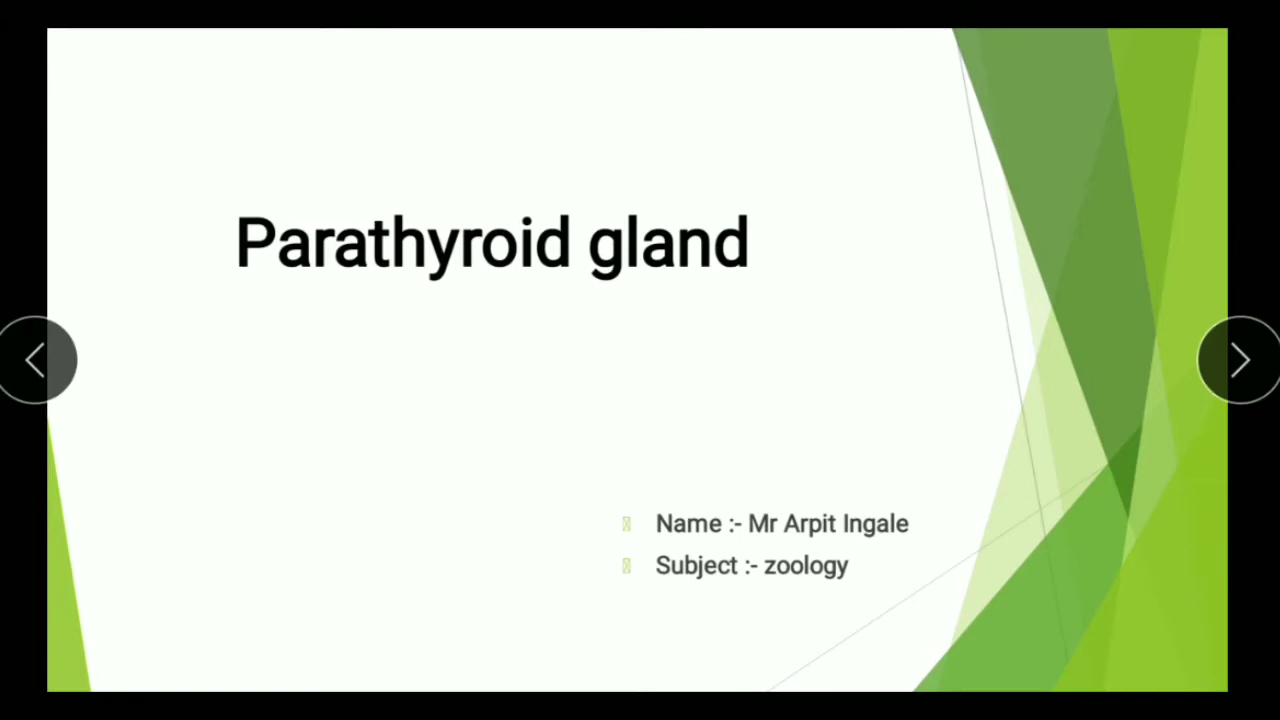 Parathyroid gland
Name :- Mr Arpit Ingale
Subject :- zoology